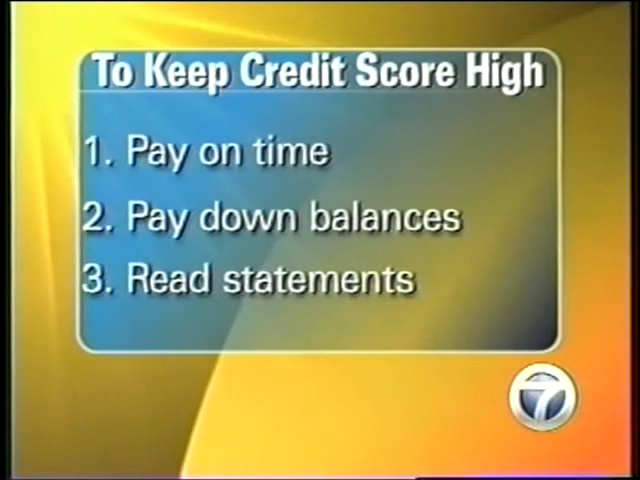 To Keep Credit Score High
1. Pay on time
2. Pay down balances
3. Read statements
7